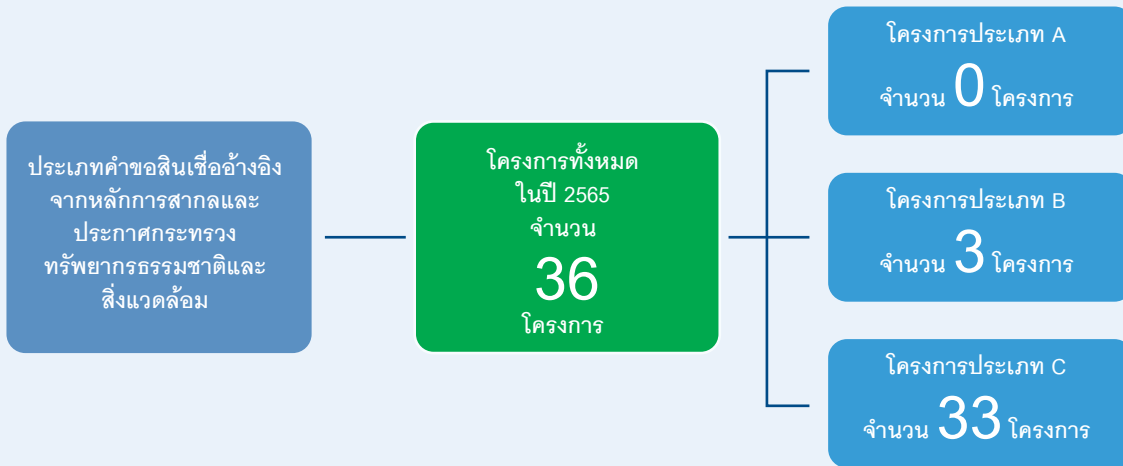 ประเภทคำขอสินเชื่ออ้างอิง
จากหลักการสากลและ
ประกาศกระทรวง
ทรัพยากรธรรมชาติและ
สิ่งแวดล้อม
โครงการทั้งหมด
ในปี 2565
จำนวน
36
โครงการ
โครงการประเภท A
จำนวน 0 โครงการ
โครงการประเภท B
จำนวน 3 โครงการ
โครงการประเภท C
จำนวน 33 โครงการ